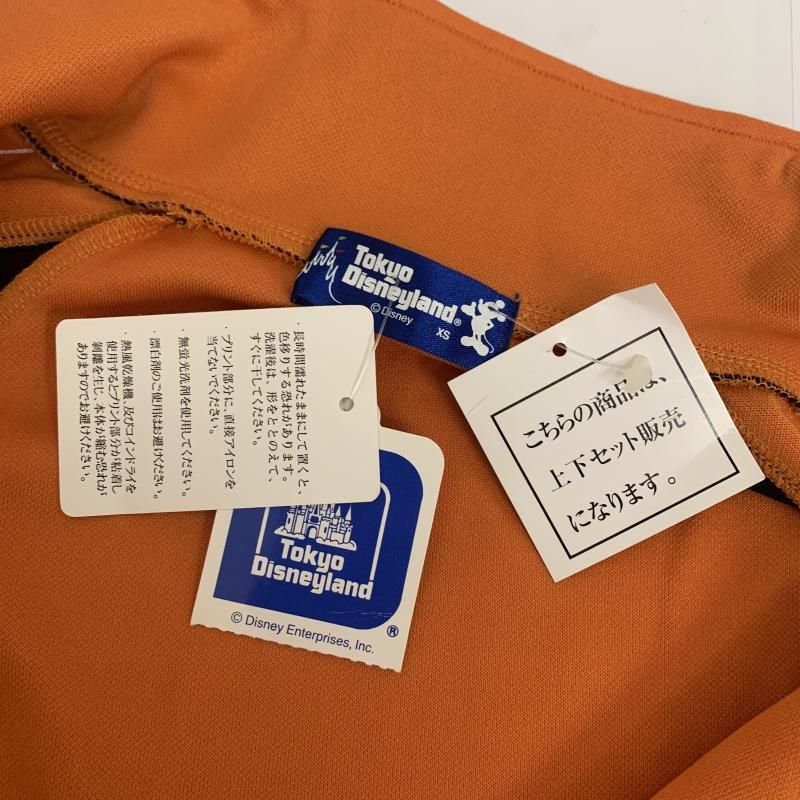 Tokyo
Disneyland®
© Disney
XS
・長時間濡れたままにして置くと、
色移りする恐れがあります。
洗濯後は、形をととのえて、
すぐに干してください。
・プリント部分に、直接アイロンを
当てないでください。
・無蛍光洗剤を使用してください。
・漂白剤のご使用はお避けください。
・熱風乾燥機、及びコインドライを
使用するとプリント部分が粘着し
剥離を生じ、本体が縮む恐れが
ありますのでお避けください。
Tokyo
Disneyland
© Disney Enterprises, Inc.
®
こちらの商品は、
上下セット販売
になります。